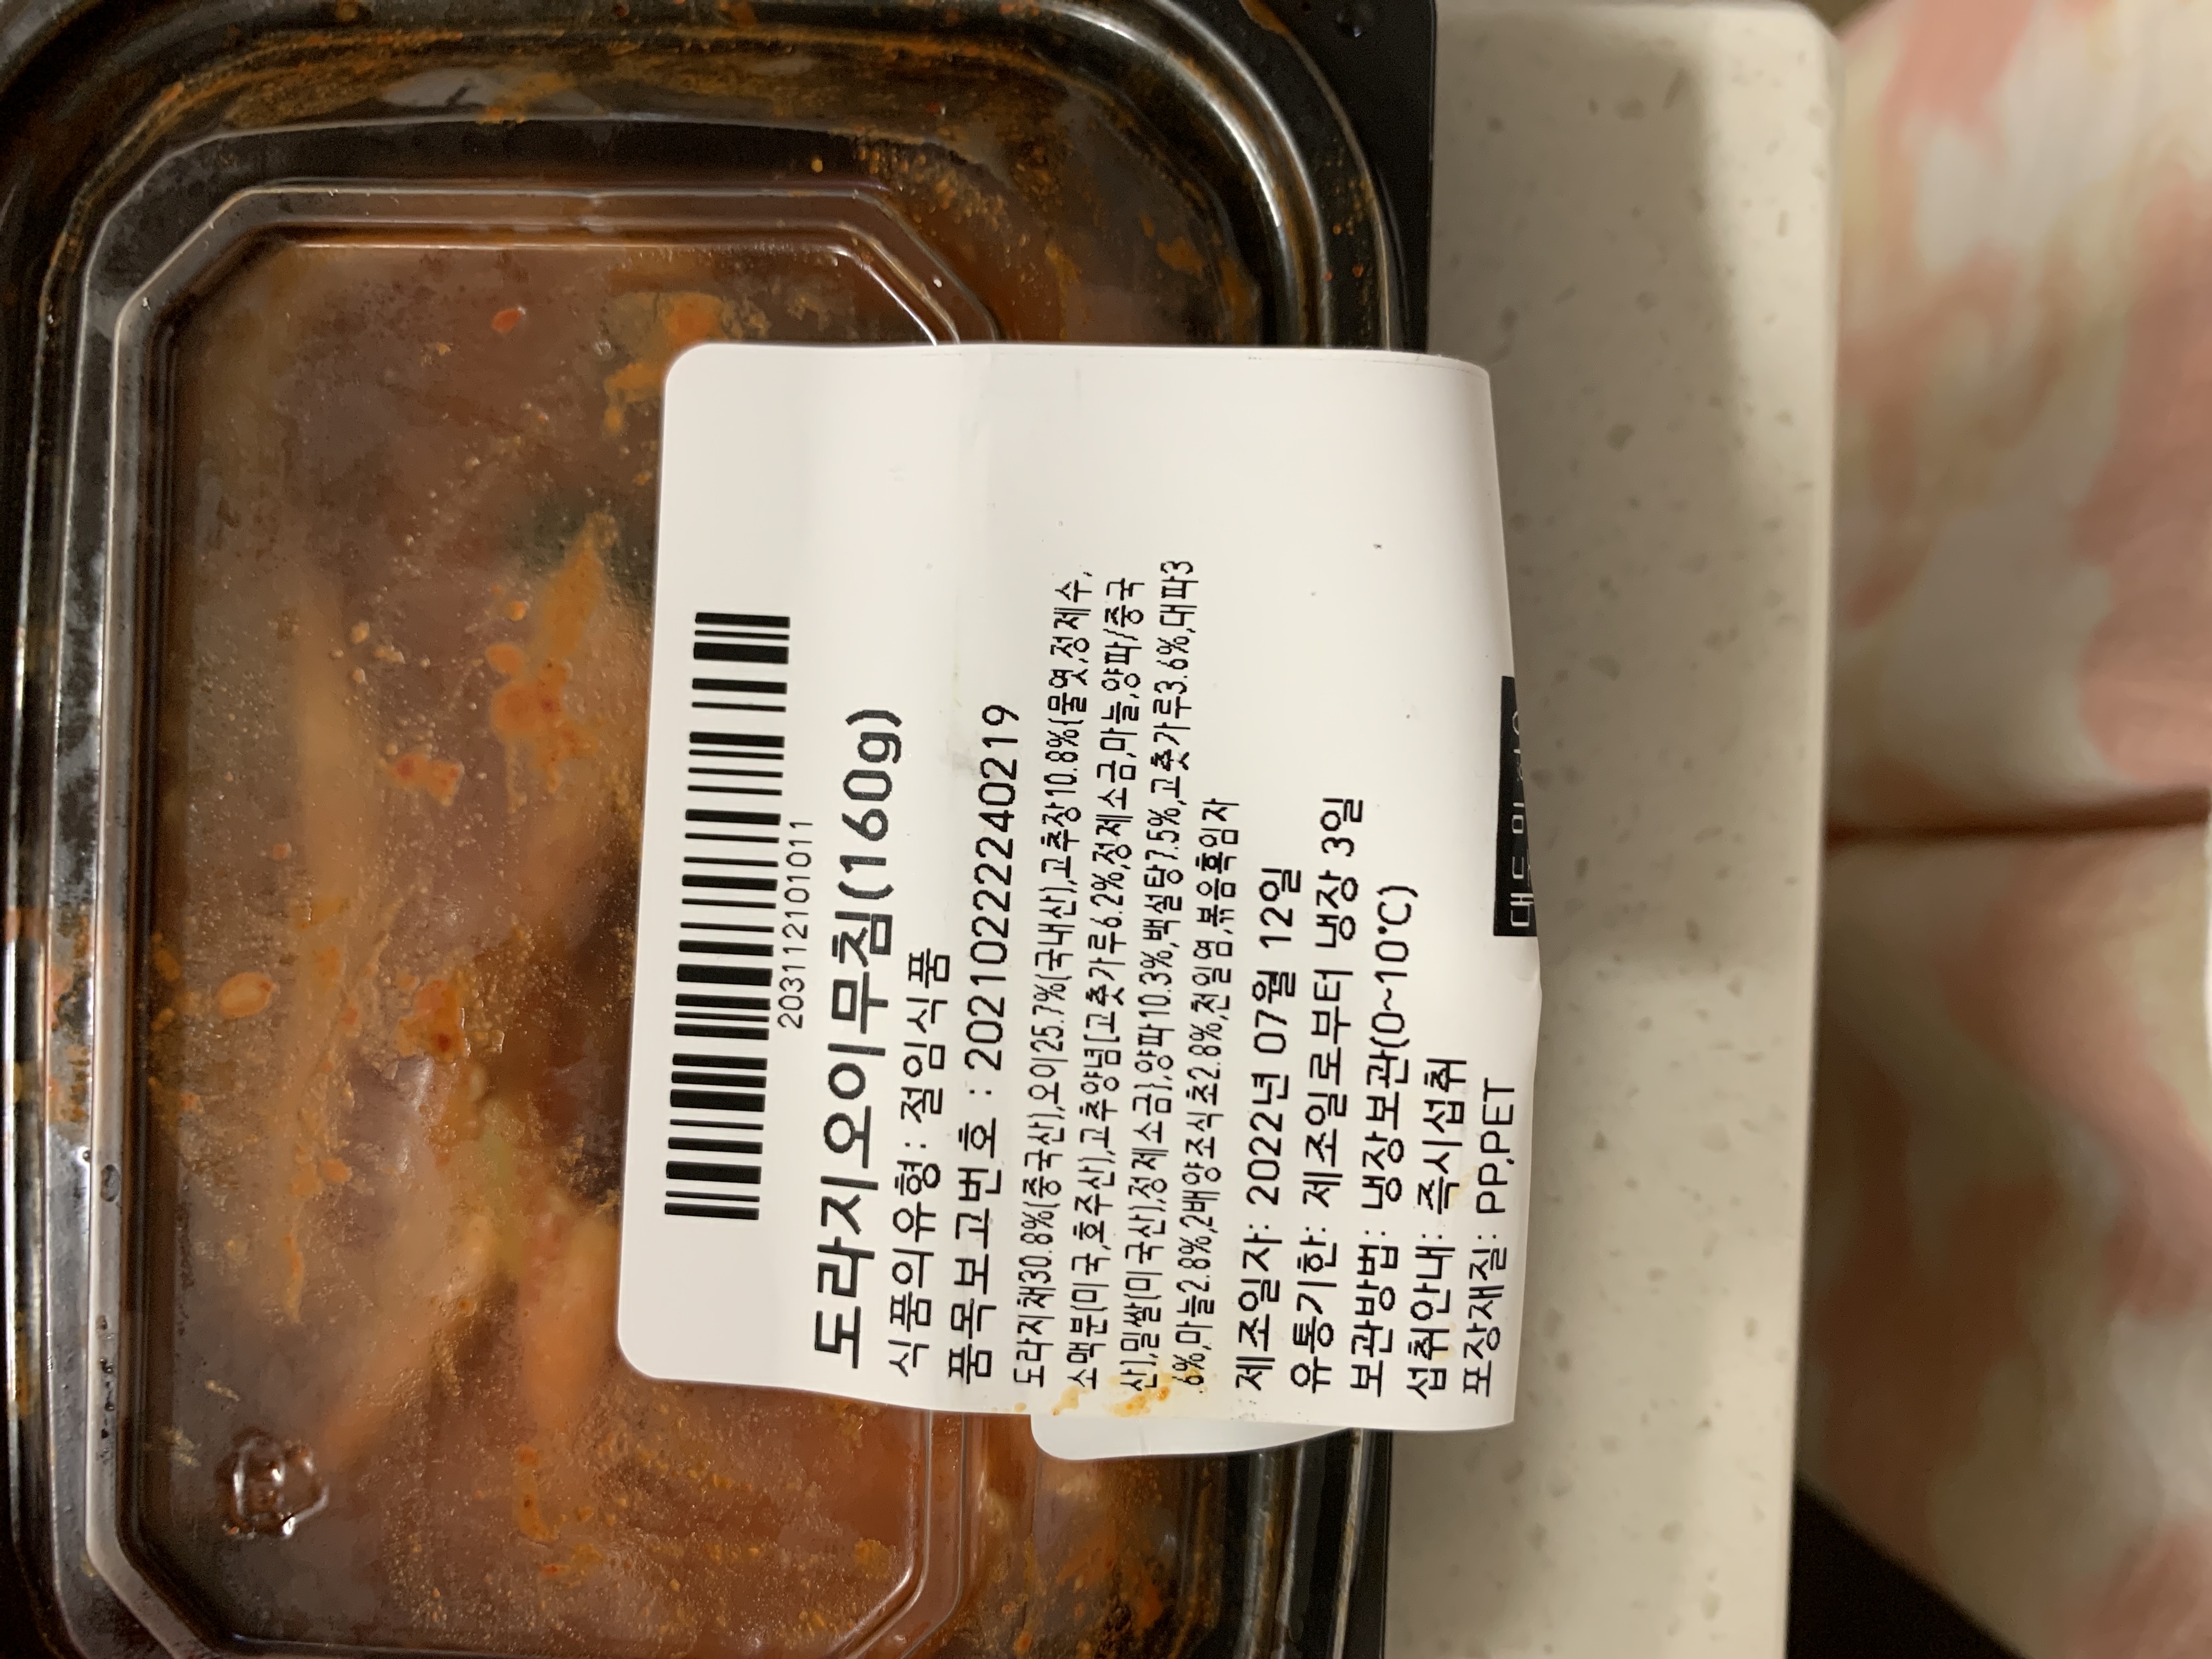 203112101011
도라지오이무침(160g)
식품의유형: 절임식품
품목보고번호 : 20210222240219
도라지채30.8%(중국산),오이25.7%(국내산),고추장10.8%{물엿,정제수,
소맥분(미국,호주산),고추양념[고춧가루6.2%,정제소금,마늘,양파/중국
산],밀쌀(미국산),정제소금},양파10.3%,백설탕7.5%,고춧가루3.6%,대파3
.6%,마늘2.8%,2배양조식초2.8%,천일염,볶음흑임자
제조일자: 2022년 07월 12일
유통기한: 제조일로부터 냉장 3일
보관방법: 냉장보관(0~10℃)
섭취안내: 즉시섭취
포장재질: PP,PET